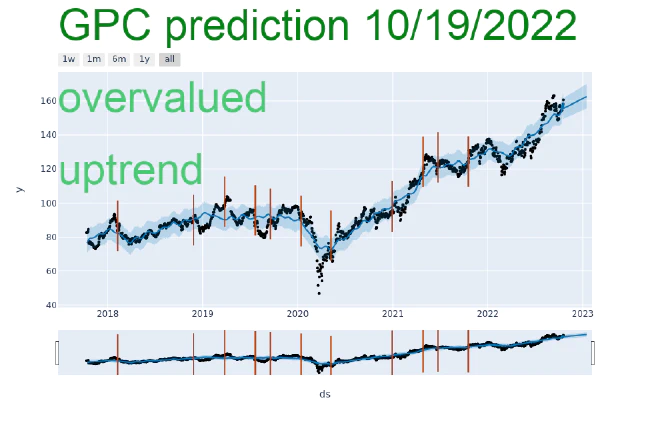 GPC prediction 10/19/2022
1w 1m 6m 1y all
overvalued
uptrend
160
140
120
100
80
60
40
y
2018 2019 2020 2021 2022 2023
ds